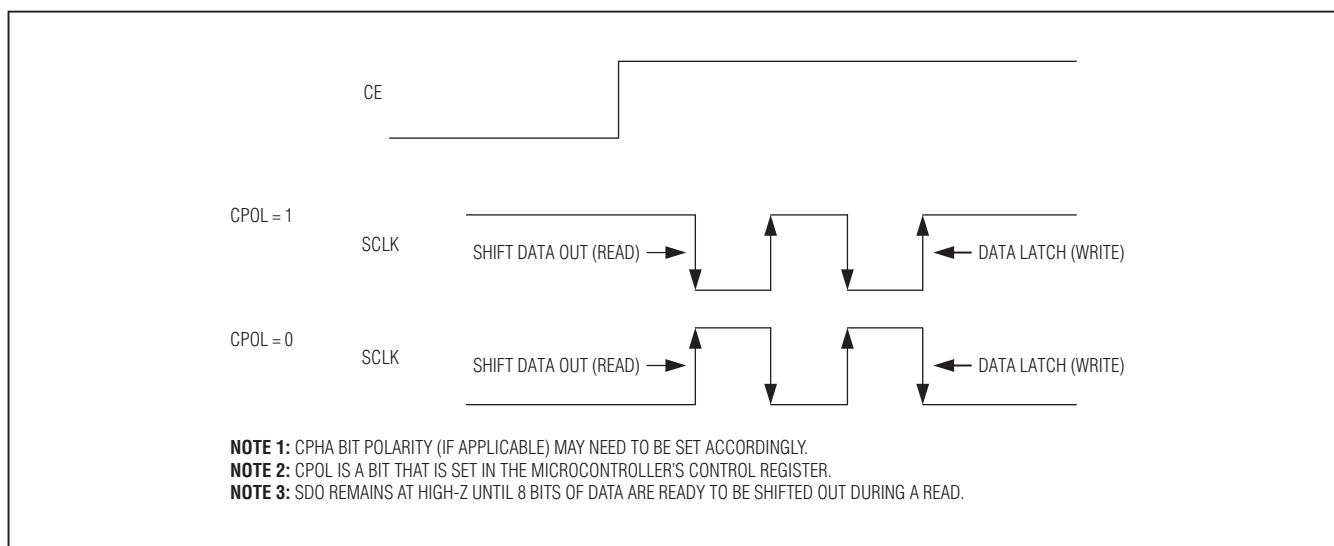 CE
CPOL = 1
SCLK
SHIFT DATA OUT (READ)
DATA LATCH (WRITE)
CPOL = 0
SCLK
SHIFT DATA OUT (READ)
DATA LATCH (WRITE)
NOTE 1: CPHA BIT POLARITY (IF APPLICABLE) MAY NEED TO BE SET ACCORDINGLY.
NOTE 2: CPOL IS A BIT THAT IS SET IN THE MICROCONTROLLER'S CONTROL REGISTER.
NOTE 3: SDO REMAINS AT HIGH-Z UNTIL 8 BITS OF DATA ARE READY TO BE SHIFTED OUT DURING A READ.